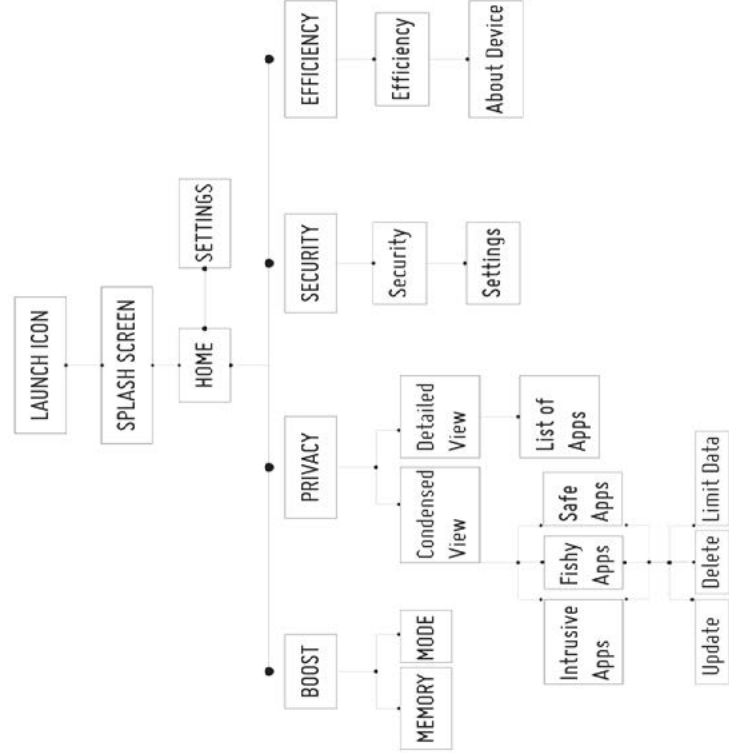 LAUNCH ICON
SPLASH SCREEN
HOME
SETTINGS
BOOST
PRIVACY
SECURITY
EFFICIENCY
MEMORY
MODE
Condensed
View
Detailed
View
Security
Efficiency
Intrusive
Apps
Fishy
Apps
Safe
Apps
List of
Apps
Settings
About Device
Update
Delete
Limit Data